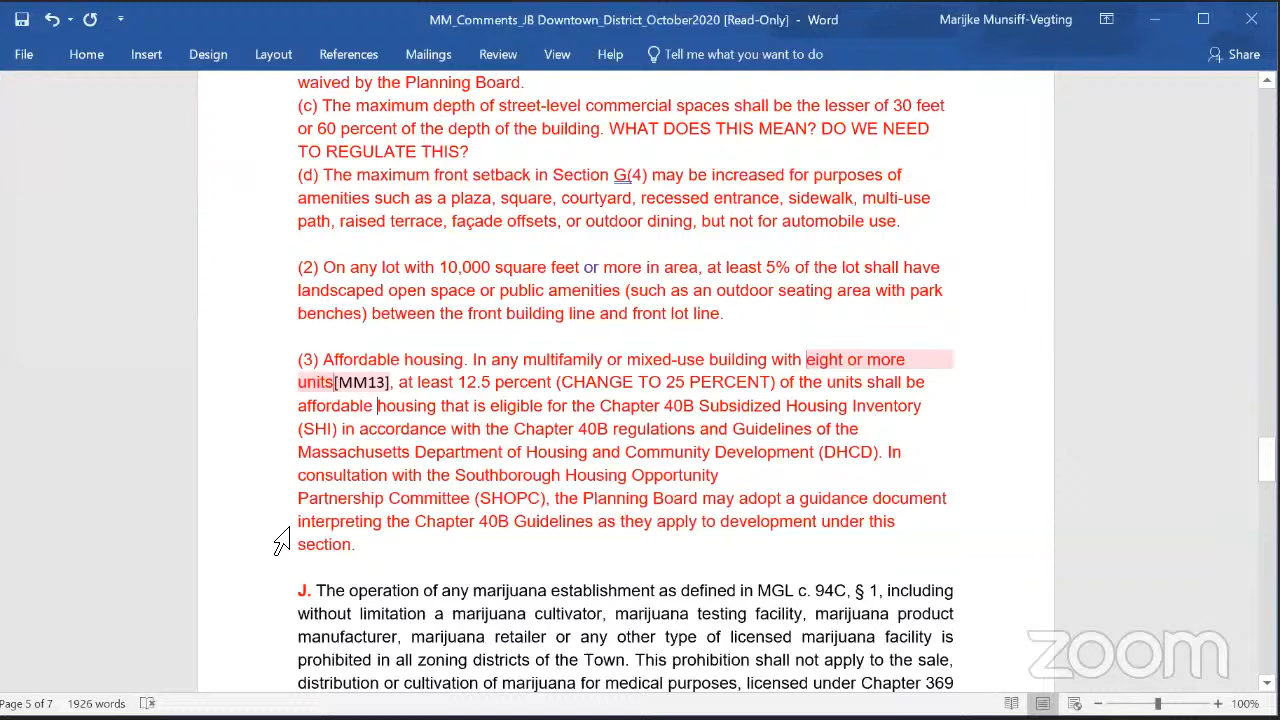 MM_Comments_JB Downtown_District_October2020 [Read-Only] - Word
Marijke Munsiff-Vegting
File Home Insert Design Layout References Mailings Review View Help Tell me what you want to do Share
waived by the Planning Board.
(c) The maximum depth of street-level commercial spaces shall be the lesser of 30 feet
or 60 percent of the depth of the building. WHAT DOES THIS MEAN? DO WE NEED
TO REGULATE THIS?
(d) The maximum front setback in Section G(4) may be increased for purposes of
amenities such as a plaza, square, courtyard, recessed entrance, sidewalk, multi-use
path, raised terrace, façade offsets, or outdoor dining, but not for automobile use.
(2) On any lot with 10,000 square feet or more in area, at least 5% of the lot shall have
landscaped open space or public amenities (such as an outdoor seating area with park
benches) between the front building line and front lot line.
(3) Affordable housing. In any multifamily or mixed-use building with eight or more
units[MM13], at least 12.5 percent (CHANGE TO 25 PERCENT) of the units shall be
affordable housing that is eligible for the Chapter 40B Subsidized Housing Inventory
(SHI) in accordance with the Chapter 40B regulations and Guidelines of the
Massachusetts Department of Housing and Community Development (DHCD). In
consultation with the Southborough Housing Opportunity
Partnership Committee (SHOPC), the Planning Board may adopt a guidance document
interpreting the Chapter 40B Guidelines as they apply to development under this
section.
J. The operation of any marijuana establishment as defined in MGL c. 94C, § 1, including
without limitation a marijuana cultivator, marijuana testing facility, marijuana product
manufacturer, marijuana retailer or any other type of licensed marijuana facility is
prohibited in all zoning districts of the Town. This prohibition shall not apply to the sale,
distribution or cultivation of marijuana for medical purposes, licensed under Chapter 369
zoom
Page 5 of 7 1926 words 100%